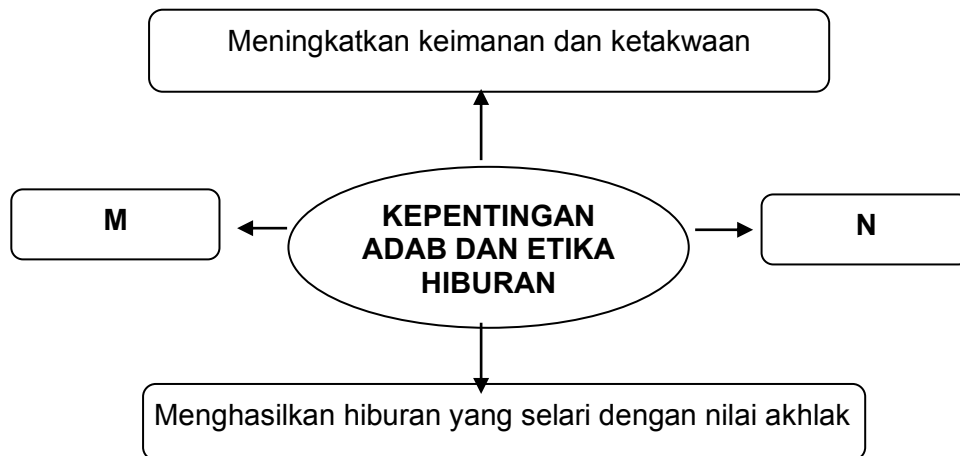 Meningkatkan keimanan dan ketakwaan
M
KEPENTINGAN
ADAB DAN ETIKA
HIBURAN
N
Menghasilkan hiburan yang selari dengan nilai akhlak